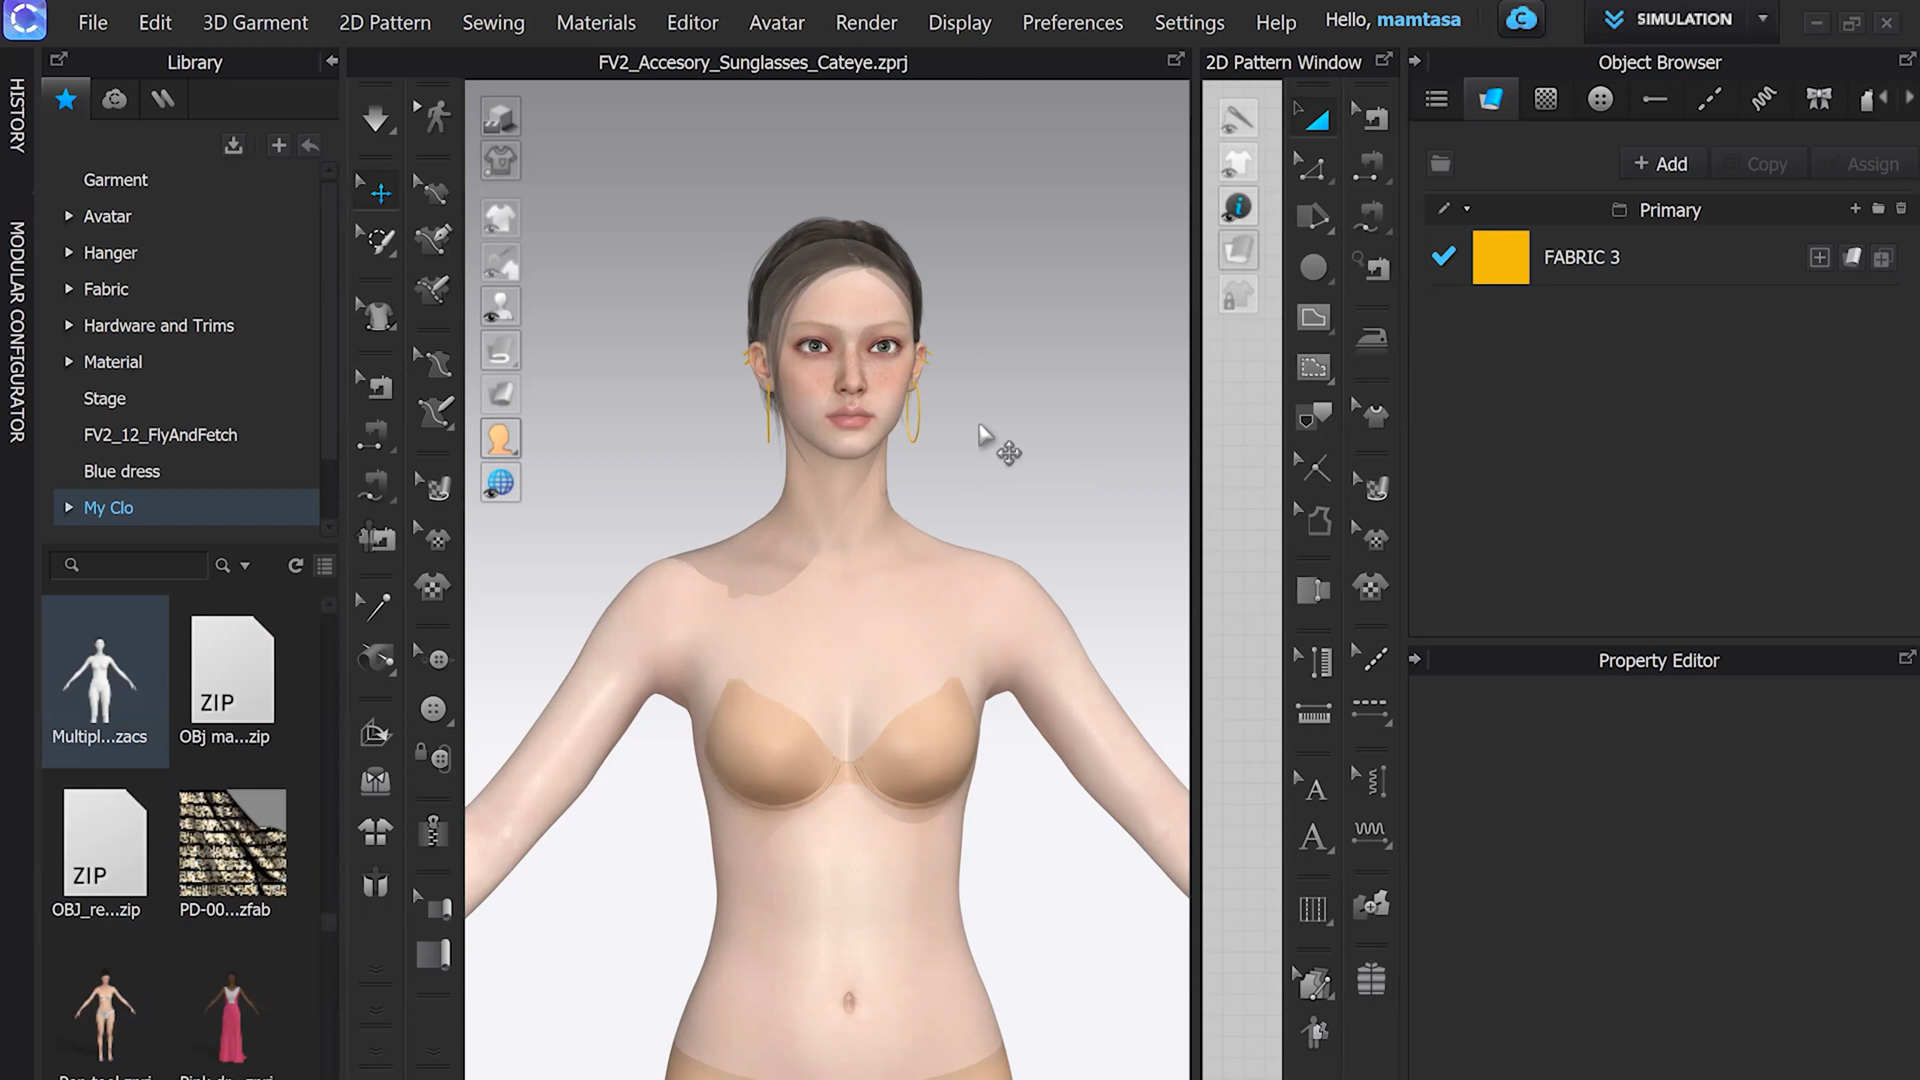 File Edit 3D Garment 2D Pattern Sewing Materials Editor Avatar Render Display Preferences Settings Help Hello, mamtasa SIMULATION
HISTORY
MODULAR CONFIGURATOR
Library
FV2_Accesory_Sunglasses_Cateye.zprj
2D Pattern Window
Object Browser
Garment
Avatar
Hanger
Fabric
Hardware and Trims
Material
Stage
FV2_12_FlyAndFetch
Blue dress
My Clo
Multipl...zacs
ZIP
OBj ma...zip
ZIP
OBJ_re...zip
PD-00...zfab
+ Add Copy Assign
Primary
FABRIC 3
Property Editor